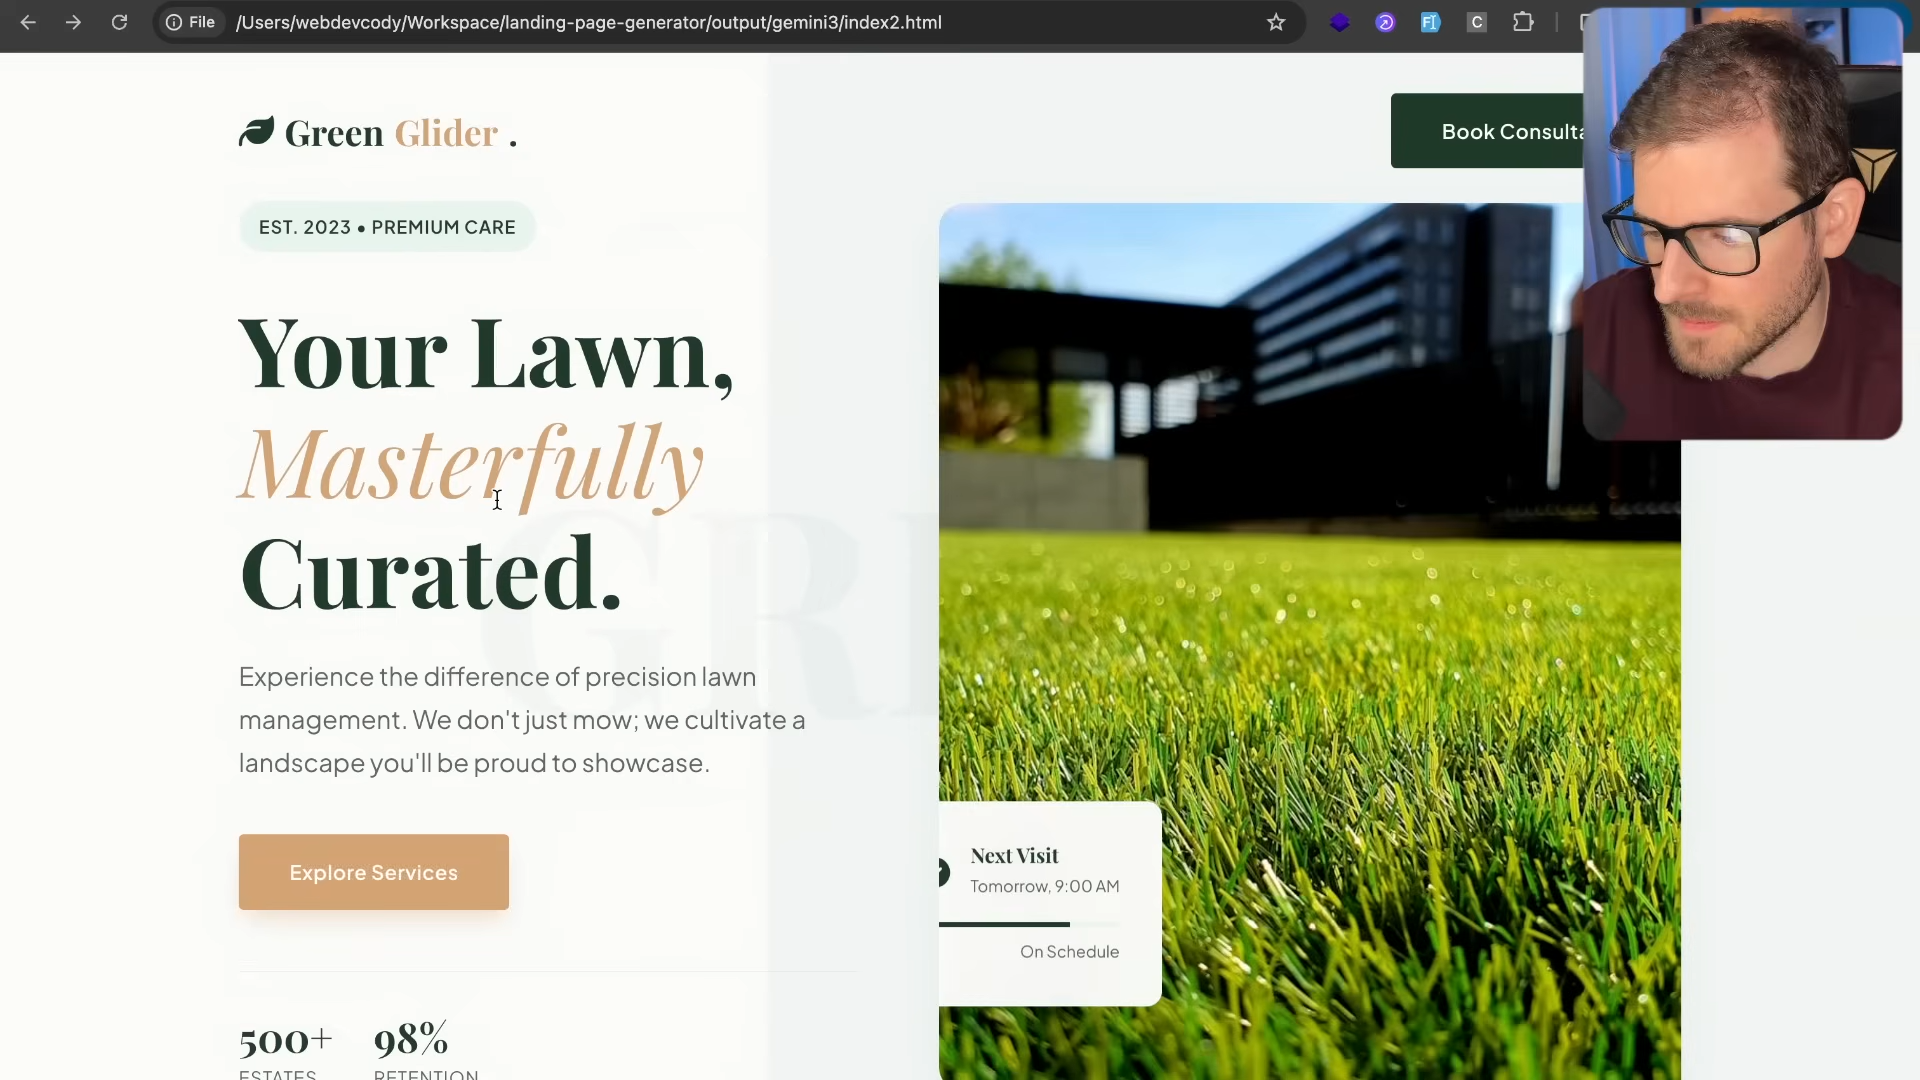 File /Users/webdevcody/Workspace/landing-page-generator/output/gemini3/index2.html
Green Glider .
Book Consulta
EST. 2023 • PREMIUM CARE
Your Lawn,
Masterfully
Curated.
GR
Experience the difference of precision lawn
management. We don't just mow; we cultivate a
landscape you'll be proud to showcase.
Explore Services
Next Visit
Tomorrow, 9:00 AM
On Schedule
500+ 98%
ESTATES RETENTION